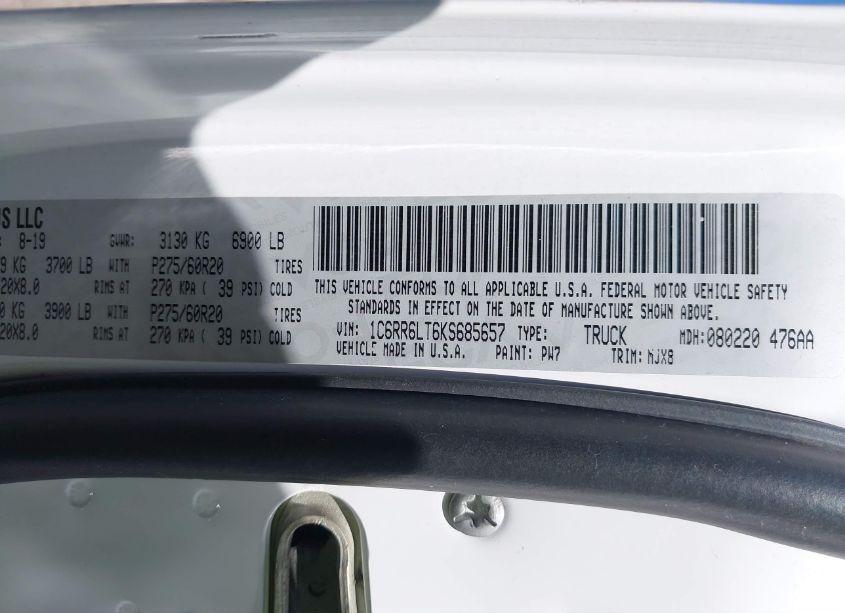 US LLC
: 8-19 GVWR: 3130 KG 6900 LB
9 KG 3700 LB WITH P275/60R20 TIRES
20X8.0 RIMS AT 270 KPA ( 39 PSI) COLD
0 KG 3900 LB WITH P275/60R20 TIRES
20X8.0 RIMS AT 270 KPA ( 39 PSI) COLD
THIS VEHICLE CONFORMS TO ALL APPLICABLE U.S.A. FEDERAL MOTOR VEHICLE SAFETY
STANDARDS IN EFFECT ON THE DATE OF MANUFACTURE SHOWN ABOVE.
VIN: 1C6RR6LT6KS685657 TYPE: TRUCK MDH:080220 476AA
VEHICLE MADE IN U.S.A. PAINT: PW7 TRIM: NJX8